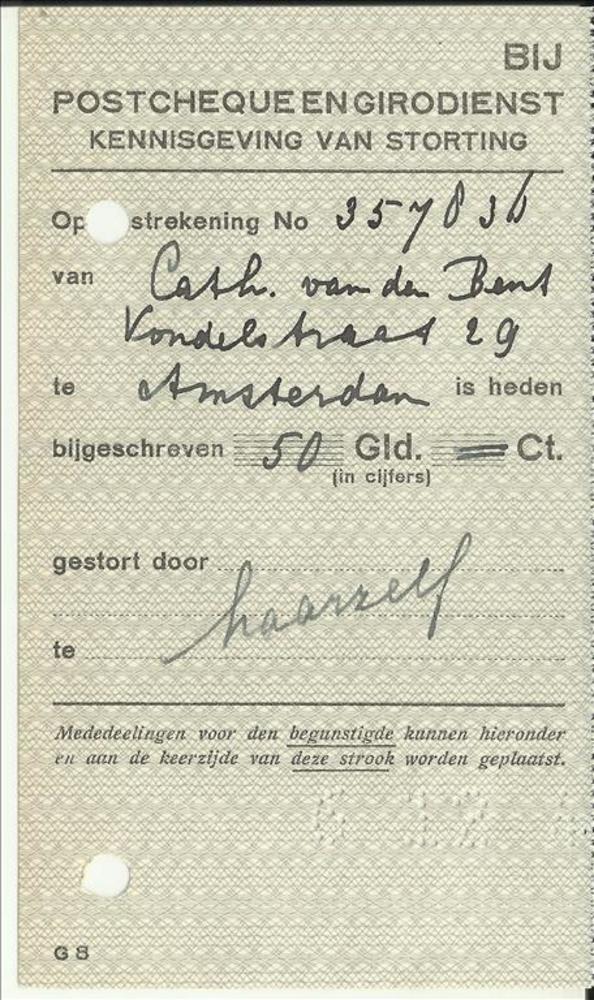 BIJ
POSTCHEQUE EN GIRODIENST
KENNISGEVING VAN STORTING
Op strekening No 357836
van Cath. van den Bent
Vondelstraat 29
te Amsterdam is heden
bijgeschreven 50 Gld. = Ct.
(in cijfers)
gestort door
haarzelf
te
Mededeelingen voor den begunstigde kunnen hieronder
en aan de keerzijde van deze strook worden geplaatst.
G 8